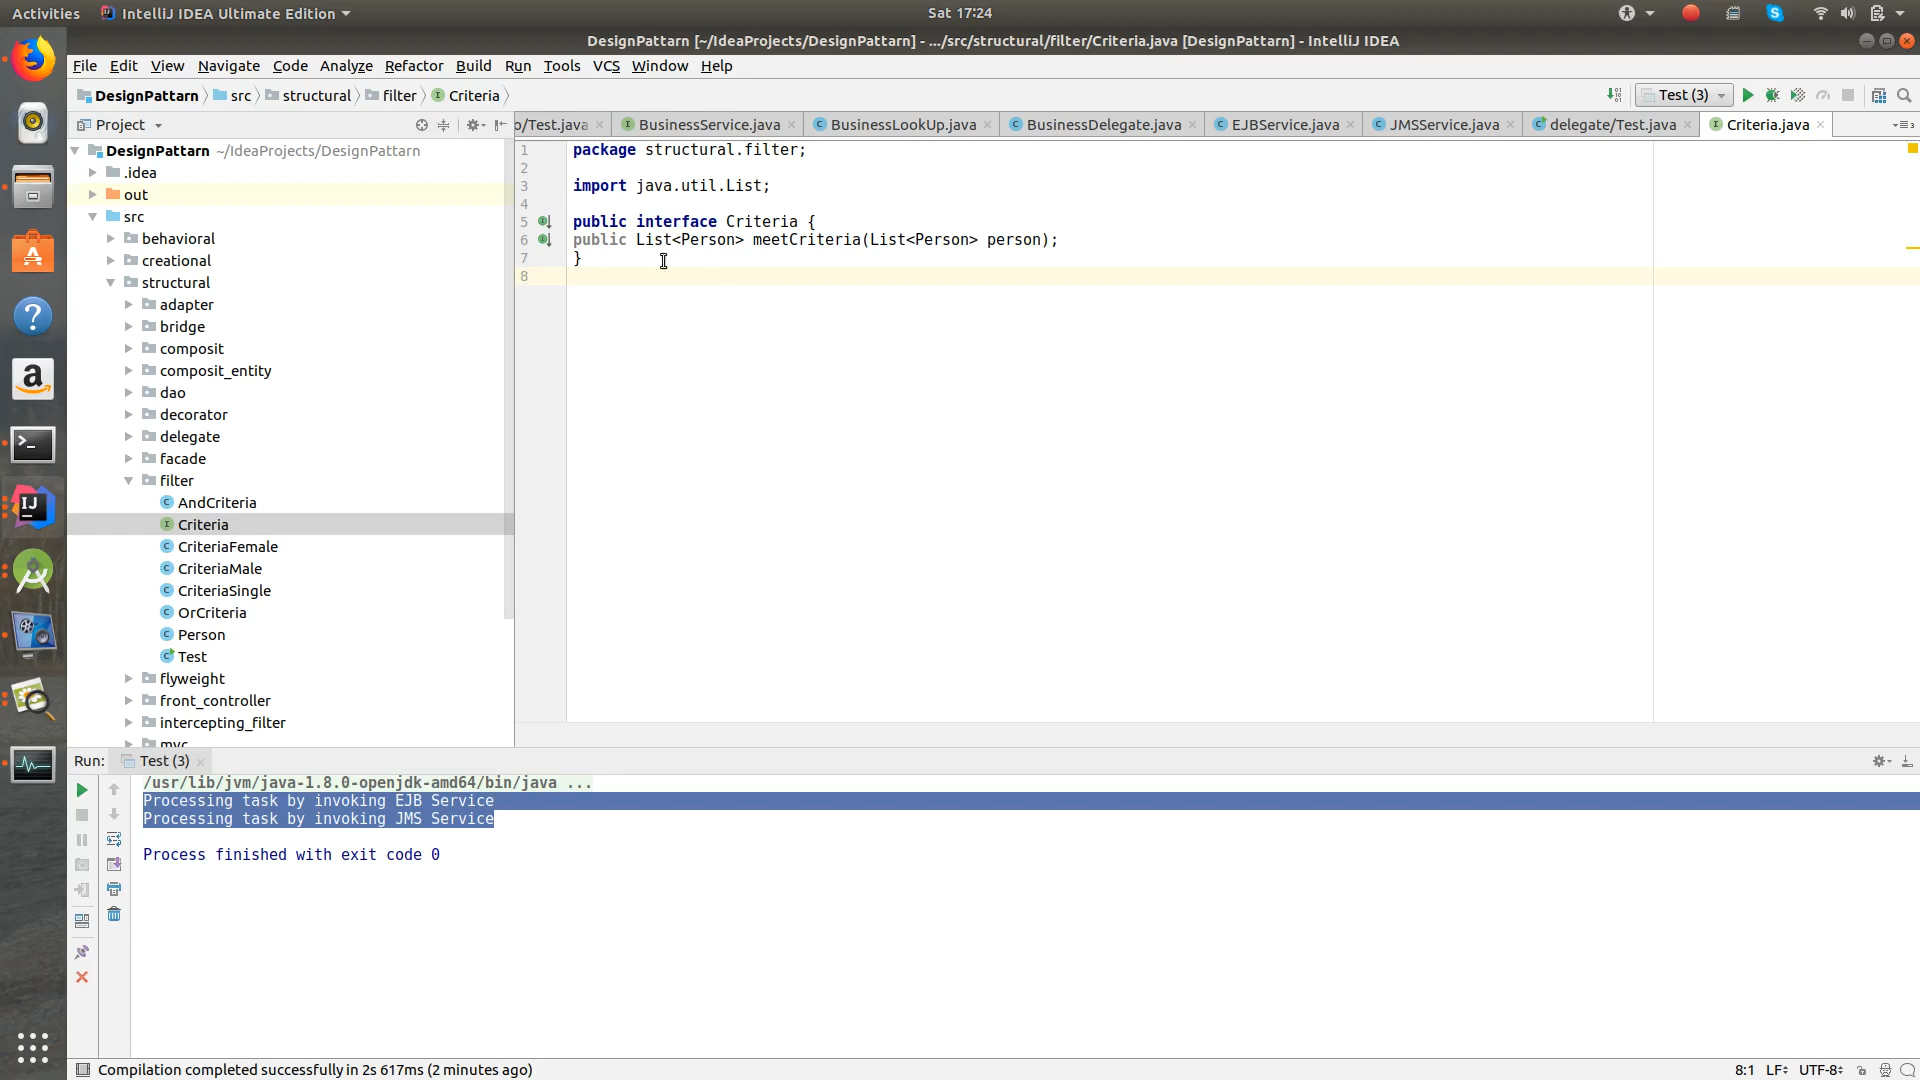 Activities IntelliJ IDEA Ultimate Edition Sat 17:24
DesignPattarn [~/IdeaProjects/DesignPattarn] - .../src/structural/filter/Criteria.java [DesignPattarn] - IntelliJ IDEA
File Edit View Navigate Code Analyze Refactor Build Run Tools VCS Window Help
DesignPattarn src structural filter Criteria Test (3)
Project o/Test.java BusinessService.java BusinessLookUp.java BusinessDelegate.java EJBService.java JMSService.java delegate/Test.java Criteria.java
DesignPattarn ~/IdeaProjects/DesignPattarn
.idea
out
src
behavioral
creational
structural
adapter
bridge
composit
composit_entity
dao
decorator
delegate
facade
filter
AndCriteria
Criteria
CriteriaFemale
CriteriaMale
CriteriaSingle
OrCriteria
Person
Test
flyweight
front_controller
intercepting_filter
mvc
1 package structural.filter;
2
3 import java.util.List;
4
5 public interface Criteria {
6 public List<Person> meetCriteria(List<Person> person);
7 }
8
Run: Test (3)
/usr/lib/jvm/java-1.8.0-openjdk-amd64/bin/java ...
Processing task by invoking EJB Service
Processing task by invoking JMS Service
Process finished with exit code 0
Compilation completed successfully in 2s 617ms (2 minutes ago) 8:1 LF UTF-8